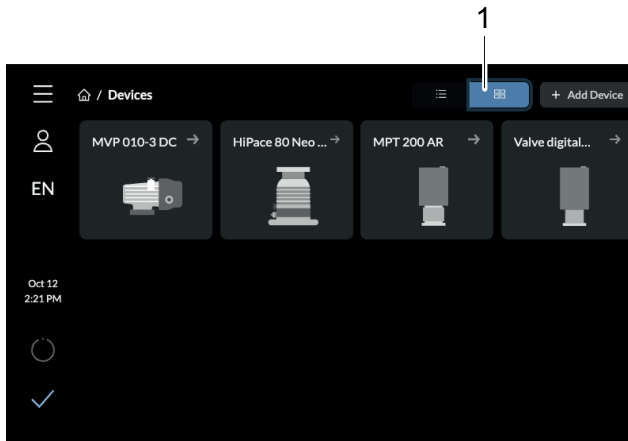 1
/ Devices
+ Add Device
MVP 010-3 DC →
HiPace 80 Neo ... →
MPT 200 AR →
Valve digital... →
EN
Oct 12
2:21 PM